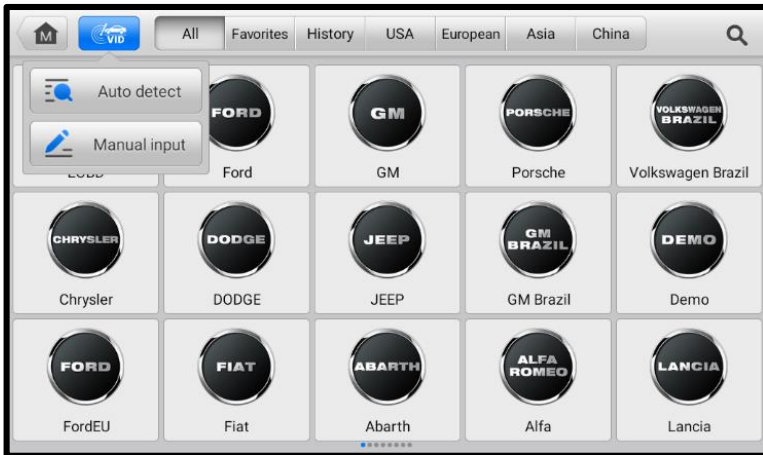 M
VID
All
Favorites
History
USA
European
Asia
China
Auto detect
Manual input
FORD
GM
PORSCHE
VOLKSWAGEN
BRAZIL
Ford
GM
Porsche
Volkswagen Brazil
CHRYSLER
DODGE
JEEP
GM
BRAZIL
DEMO
Chrysler
DODGE
JEEP
GM Brazil
Demo
FORD
FIAT
ABARTH
ALFA
ROMEO
LANCIA
FordEU
Fiat
Abarth
Alfa
Lancia